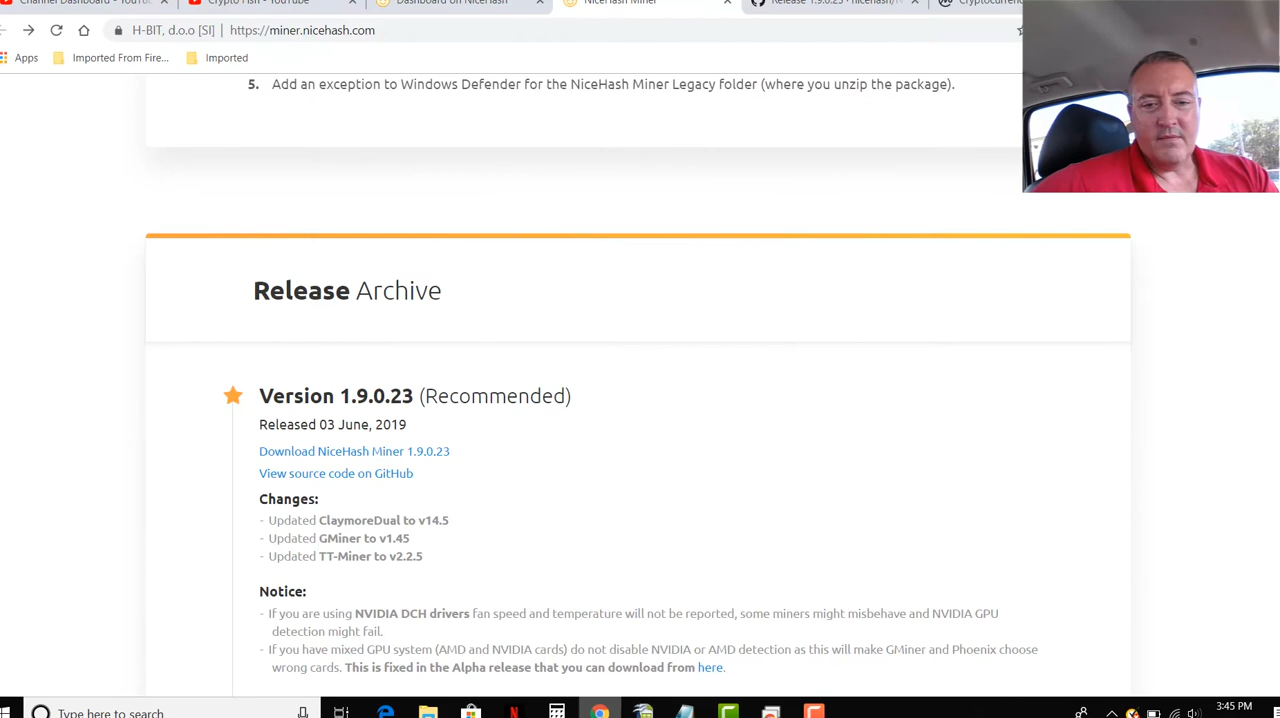 Channel Dashboard - YouTu
Crypto Fish - YouTube
Dashboard on NiceHash
NiceHash Miner
Release 1.9.0.23 · nicehash/
Cryptocurren
H-BIT, d.o.o [SI] | https://miner.nicehash.com
Apps
Imported From Fire...
Imported
5. Add an exception to Windows Defender for the NiceHash Miner Legacy folder (where you unzip the package).
Release Archive
Version 1.9.0.23 (Recommended)
Released 03 June, 2019
Download NiceHash Miner 1.9.0.23
View source code on GitHub
Changes:
- Updated ClaymoreDual to v14.5
- Updated GMiner to v1.45
- Updated TT-Miner to v2.2.5
Notice:
- If you are using NVIDIA DCH drivers fan speed and temperature will not be reported, some miners might misbehave and NVIDIA GPU
detection might fail.
- If you have mixed GPU system (AMD and NVIDIA cards) do not disable NVIDIA or AMD detection as this will make GMiner and Phoenix choose
wrong cards. This is fixed in the Alpha release that you can download from here.
Type here to search
3:45 PM